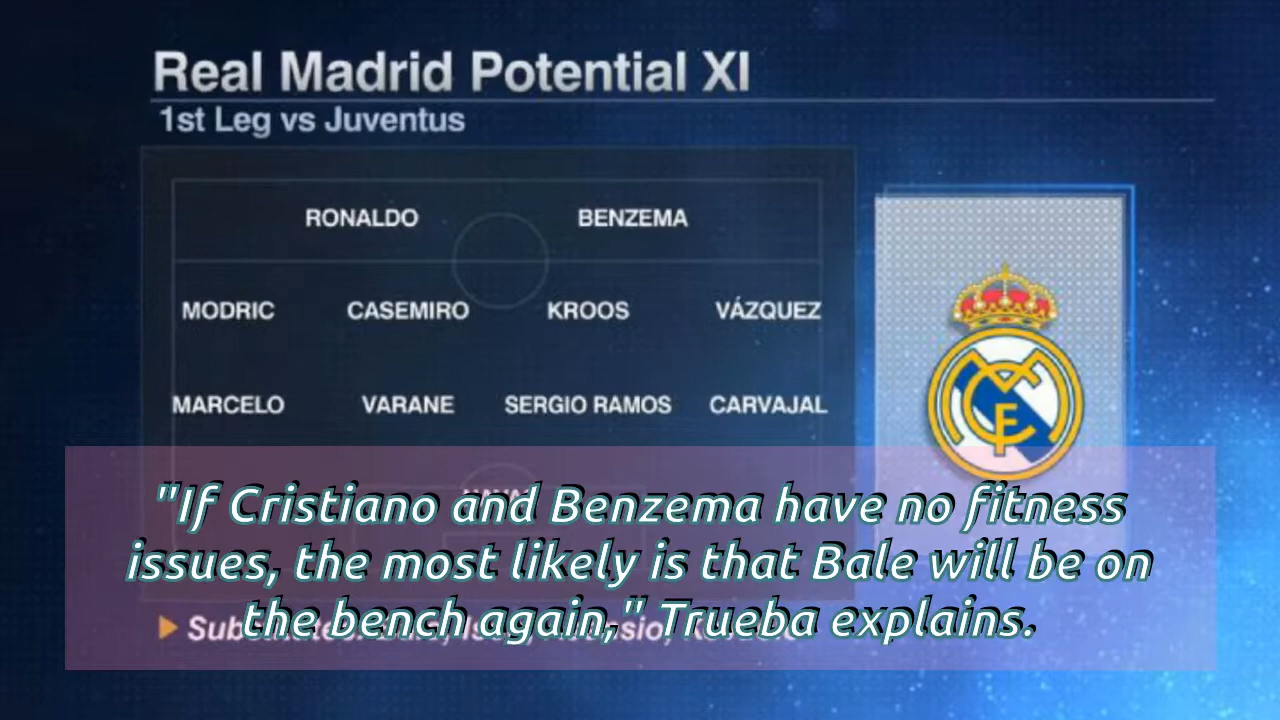 Real Madrid Potential XI
1st Leg vs Juventus
RONALDO BENZEMA
MODRIC CASEMIRO KROOS VÁZQUEZ
MARCELO VARANE SERGIO RAMOS CARVAJAL
"If Cristiano and Benzema have no fitness
issues, the most likely is that Bale will be on
the bench again," Trueba explains.